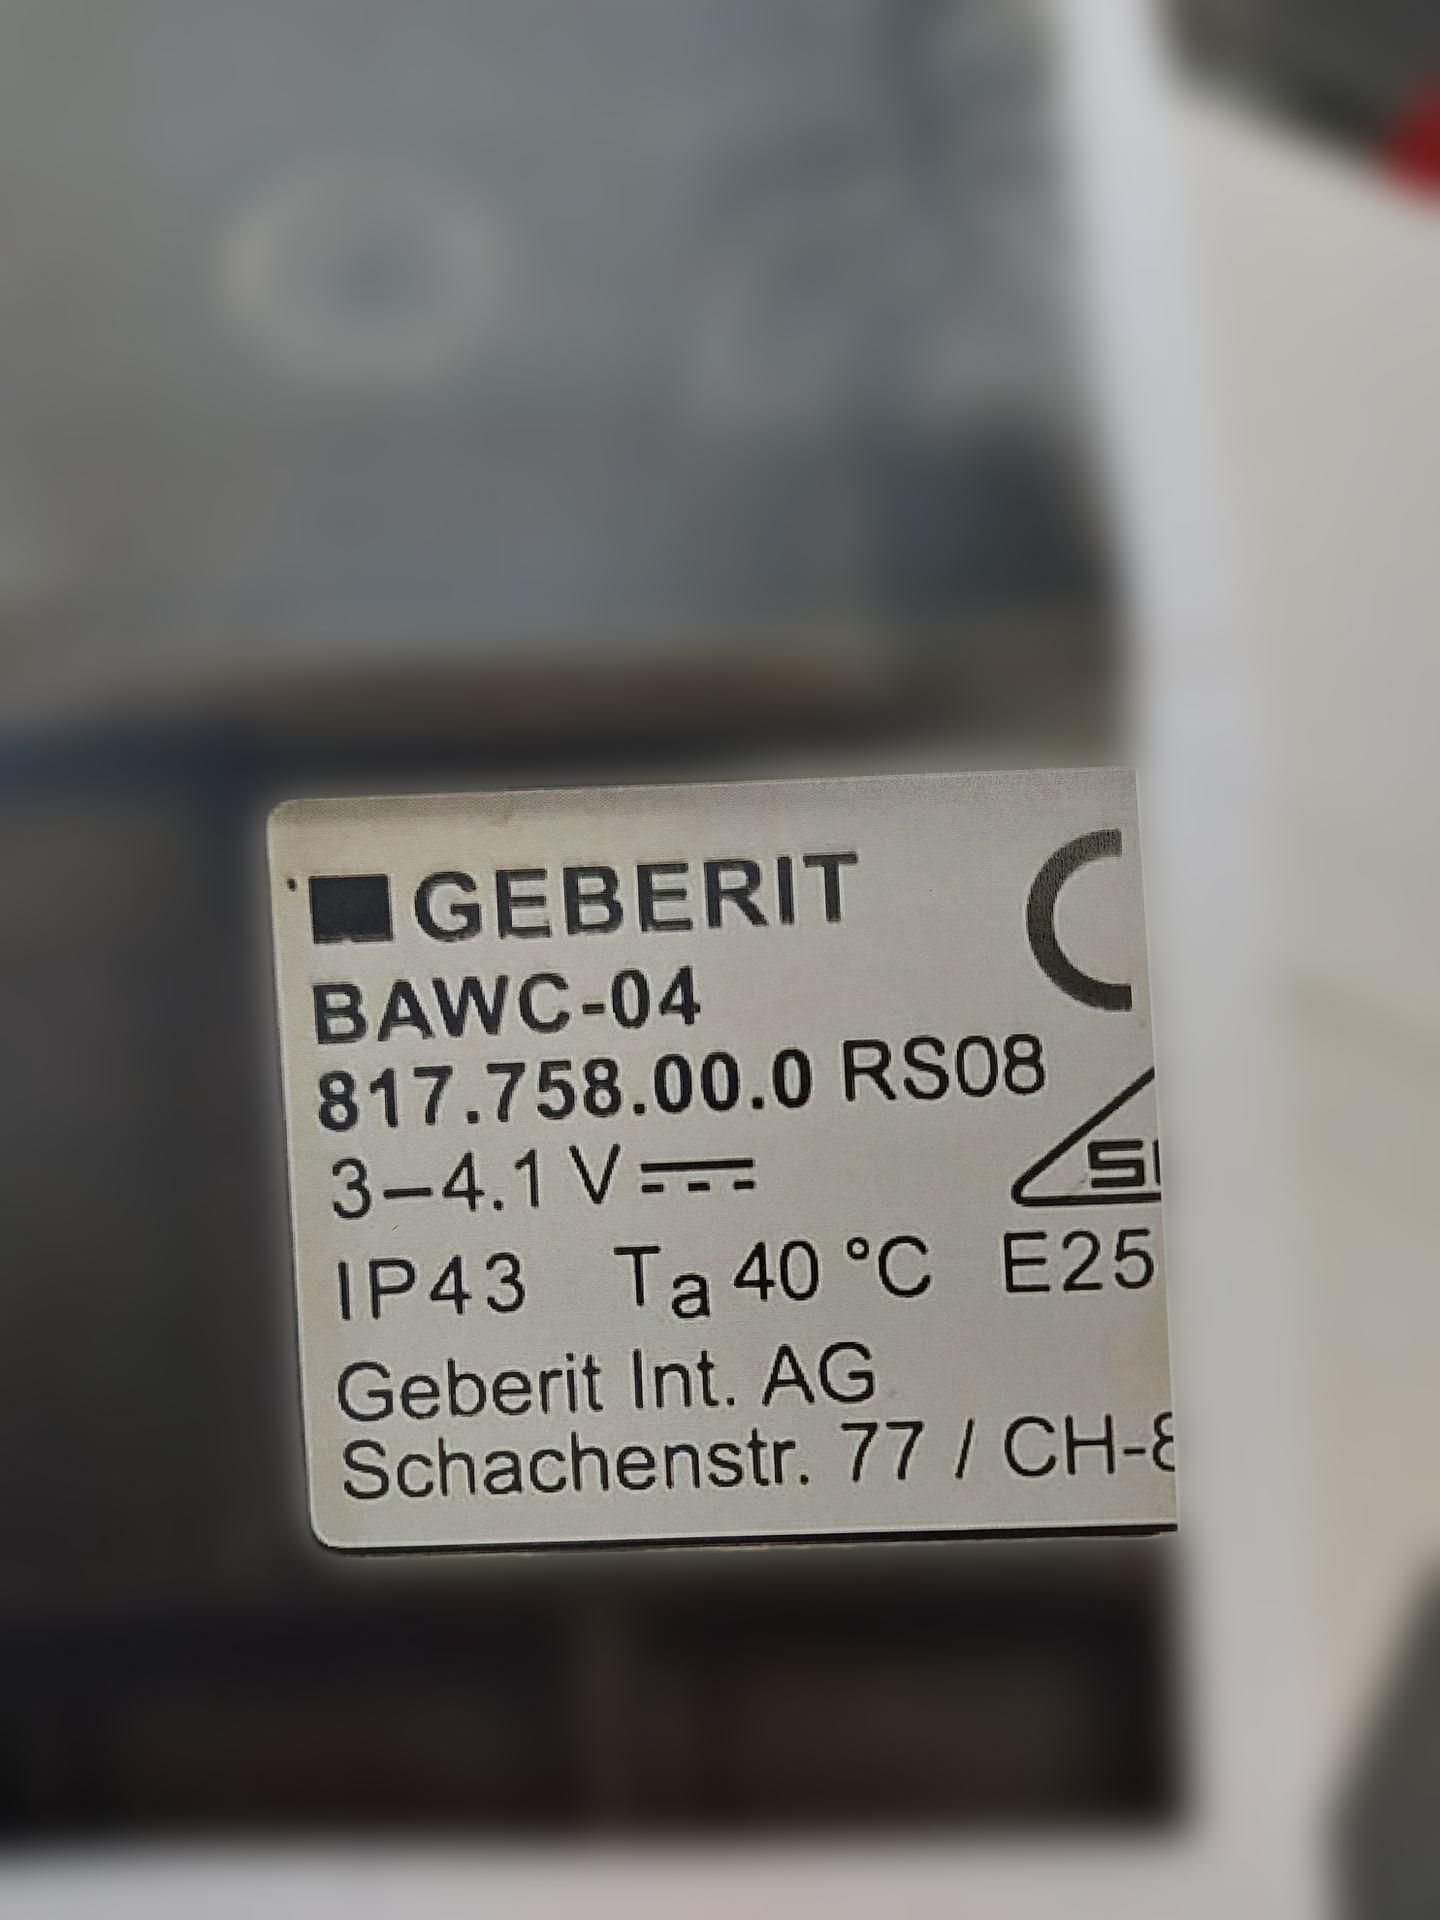 GEBERIT
BAWC-04
817.758.00.0 RS08
3–4.1 V
IP43 Ta 40 °C E25
Geberit Int. AG
Schachenstr. 77 / CH-8